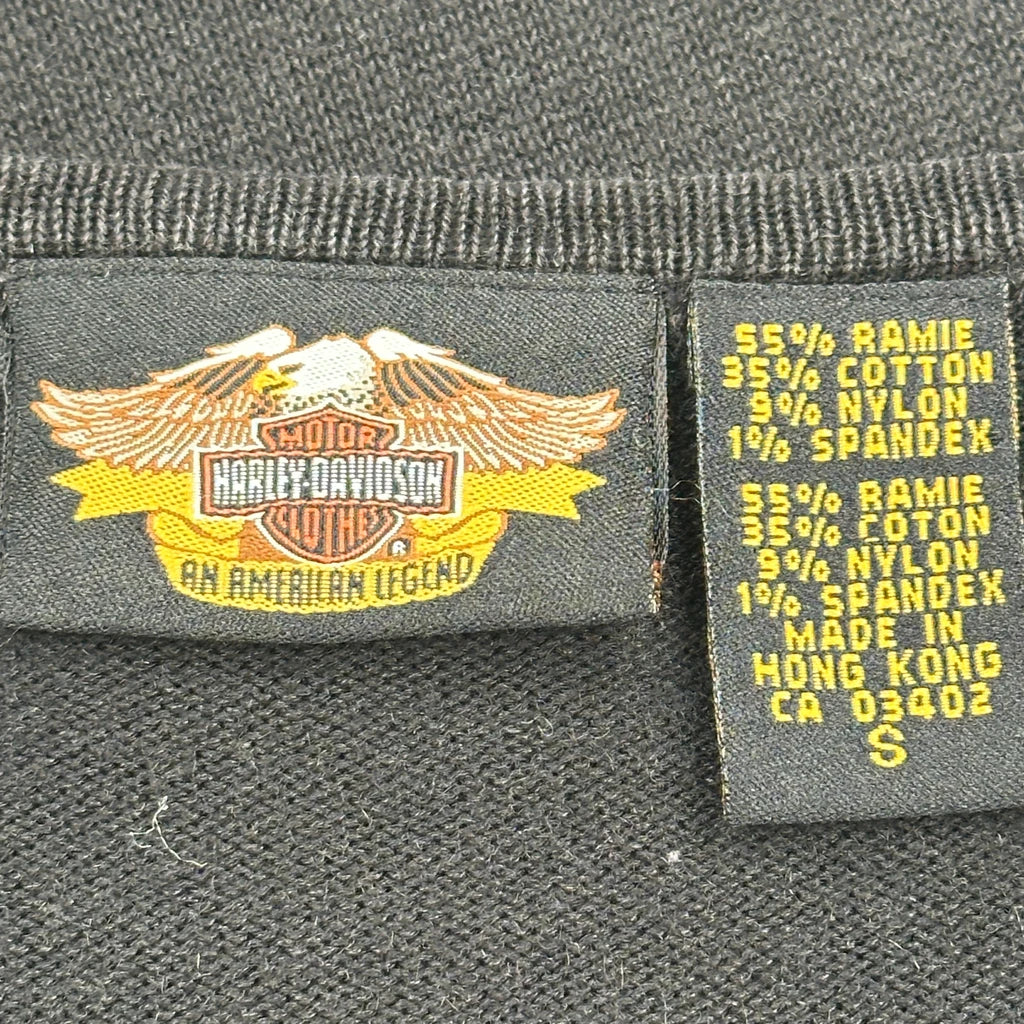 MOTOR
HARLEY-DAVIDSON
CLOTHES
®
AN AMERICAN LEGEND
55% RAMIE
35% COTTON
9% NYLON
1% SPANDEX
55% RAMIE
35% COTON
9% NYLON
1% SPANDEX
MADE IN
HONG KONG
CA 03402
S